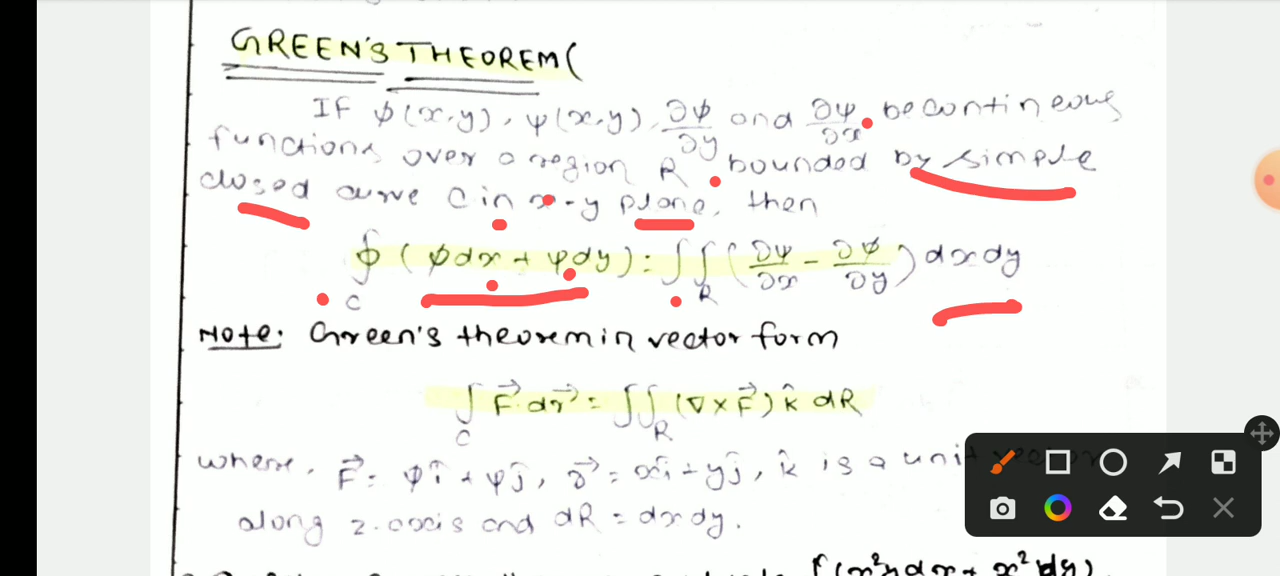 GREEN'S THEOREM(
IF φ(x,y), ψ(x,y), ∂φ/∂y and ∂ψ/∂x be contineous
functions over a region R bounded by simple
closed curve C in x-y plane, then
∮C (φdx + ψdy) = ∬R (∂ψ/∂x - ∂φ/∂y) dxdy
Note: Green's theorem in vector form
∫C F⃗.dr⃗ = ∬R (∇×F⃗) k̂ dR
where, F⃗ = φî + ψĵ, r⃗ = xî + yĵ, k̂ is a unit vector
along z-axis and dR = dxdy.